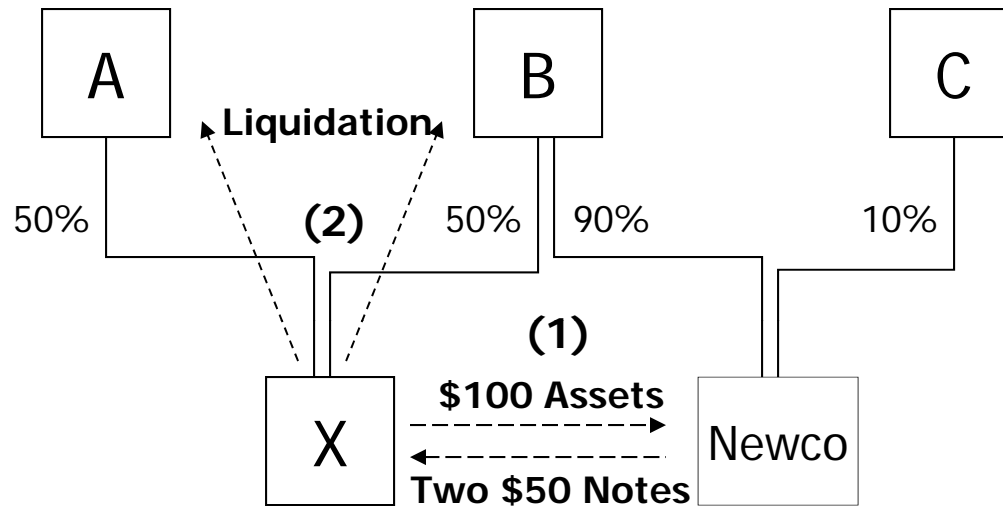 A
B
C
Liquidation
50%
(2)
50%
90%
10%
(1)
$100 Assets
X
Newco
Two $50 Notes